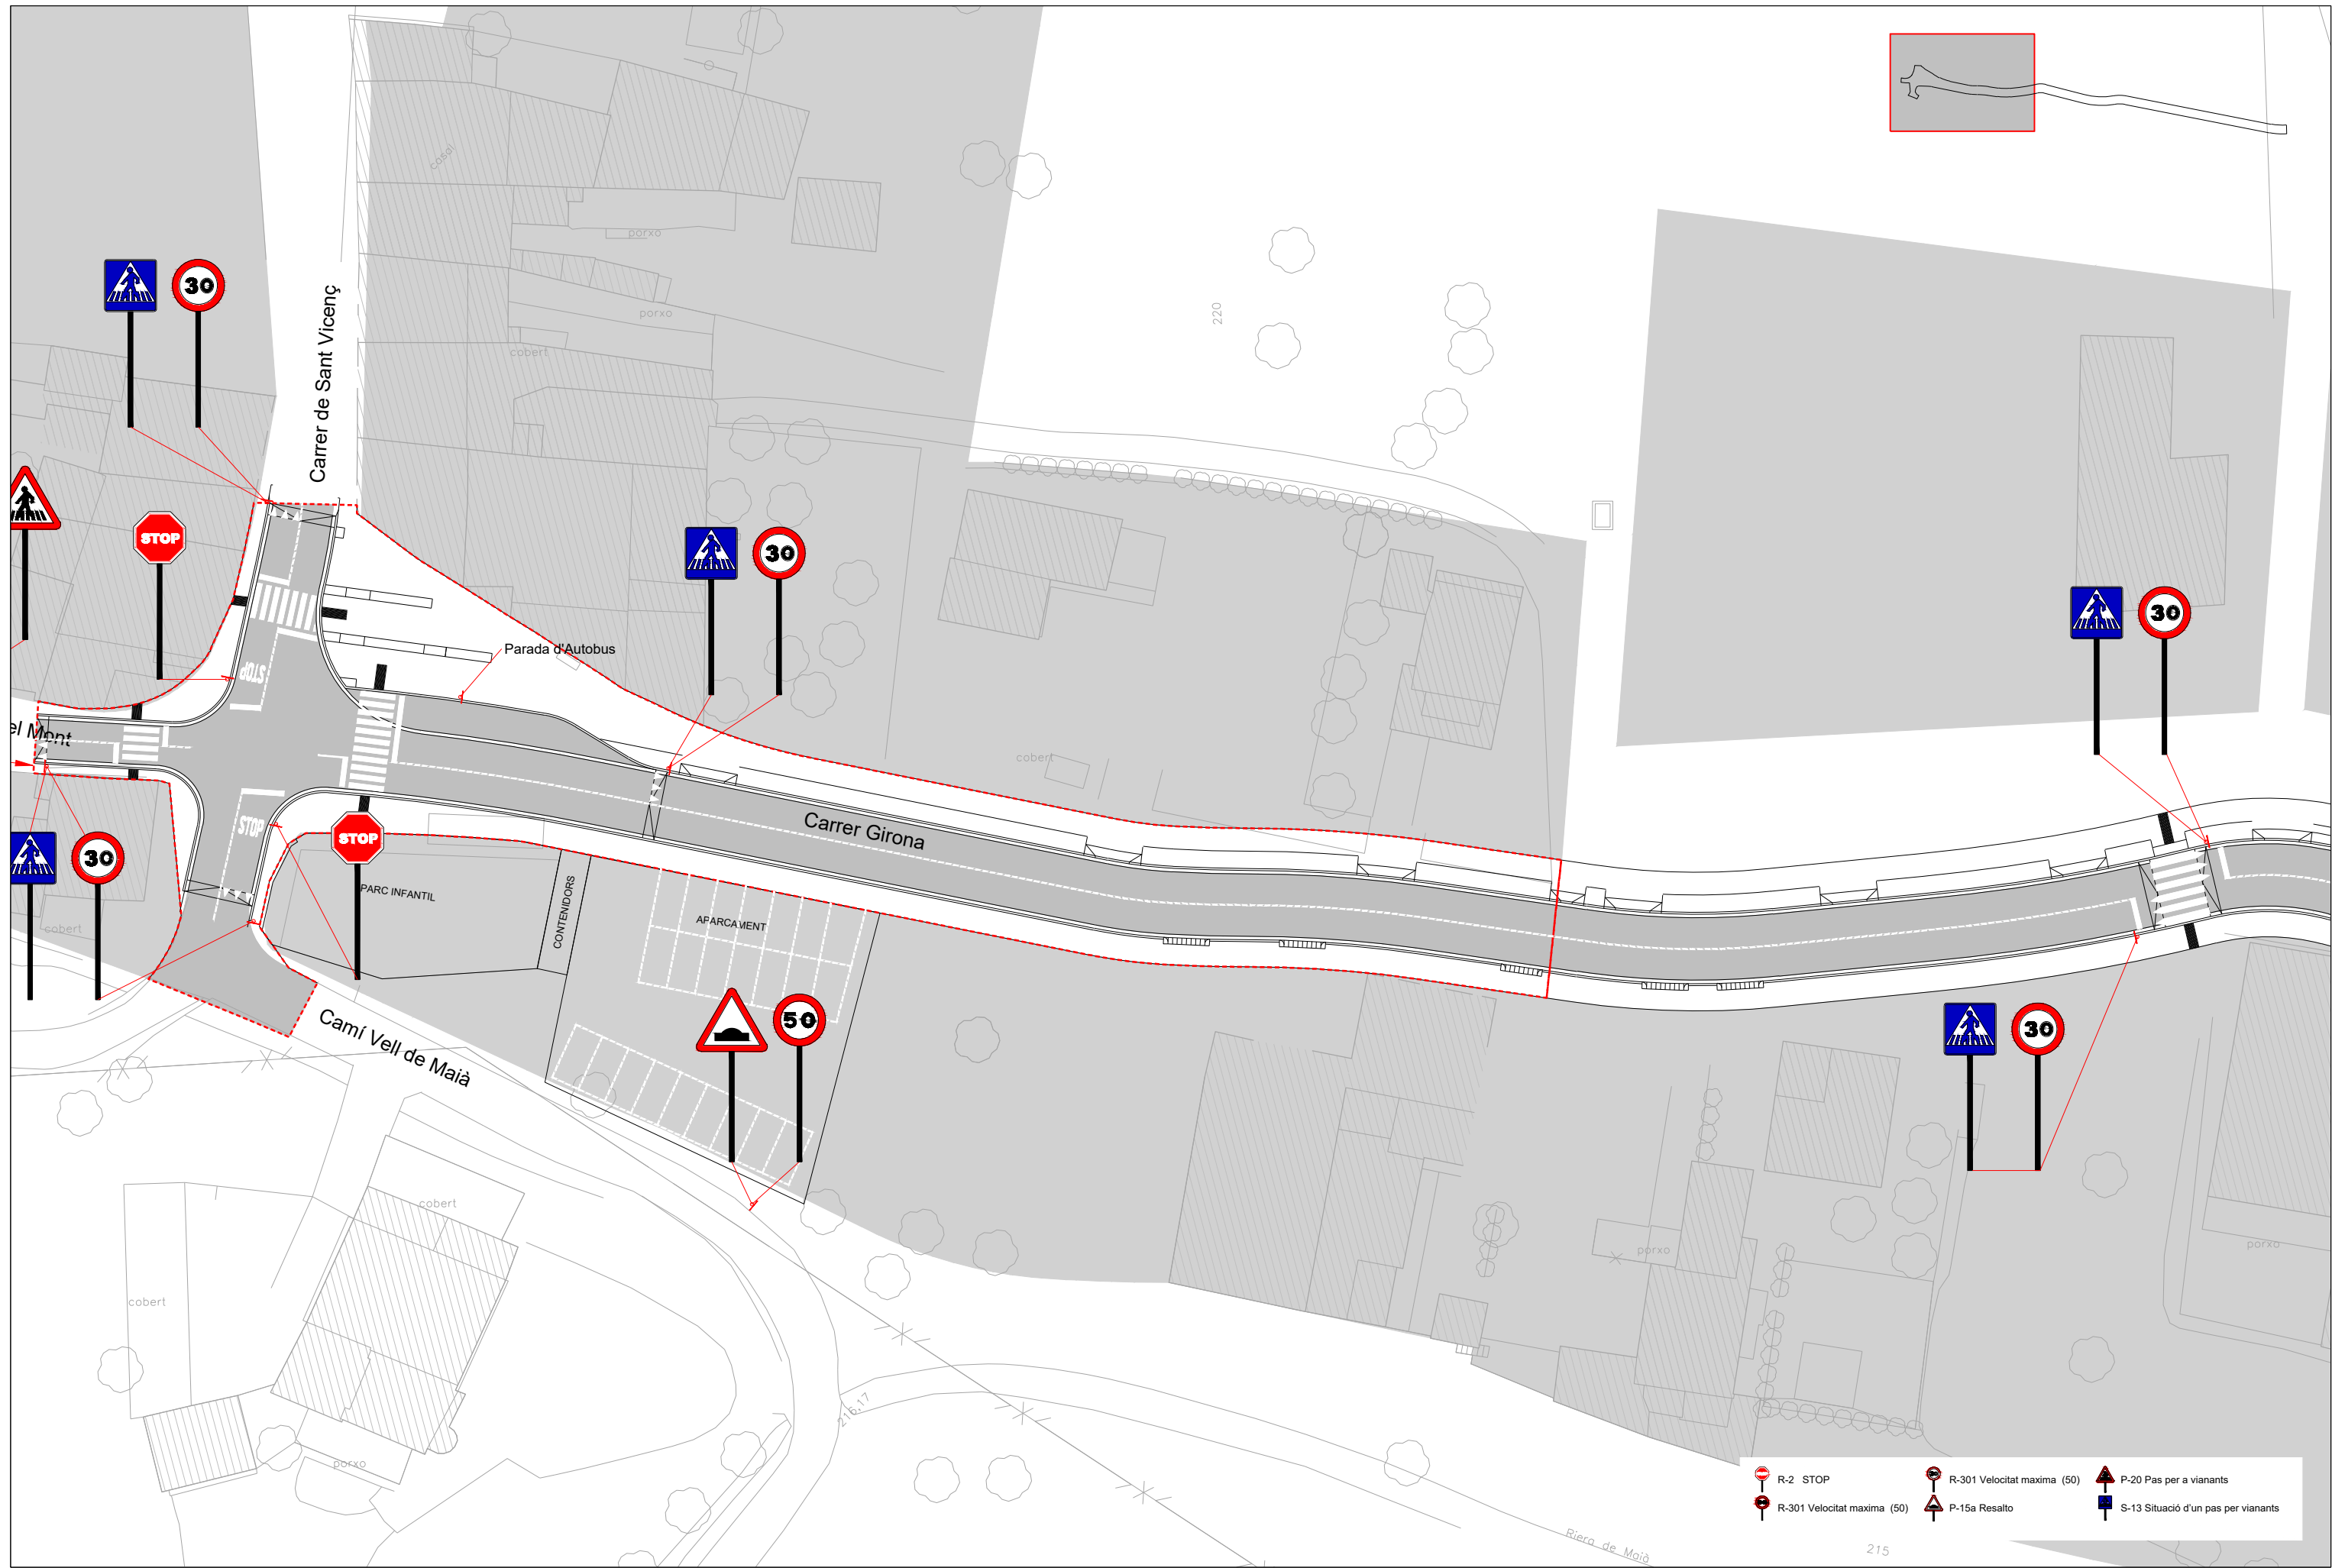 casal
porxo
30
Carrer de Sant Vicenç
porxo
220
cobert
STOP
30
30
STOP
Parada d'Autobus
el Mont
cobert
STOP
STOP
30
Carrer Girona
PARC INFANTIL
CONTENIDORS
APARCAMENT
cobert
50
30
Camí Vell de Maià
cobert
porxo
porxo
cobert
216,17
porxo
R-2 STOP
R-301 Velocitat maxima (50)
P-20 Pas per a vianants
R-301 Velocitat maxima (50)
P-15a Resalto
S-13 Situació d'un pas per vianants
Riera de Maià
215